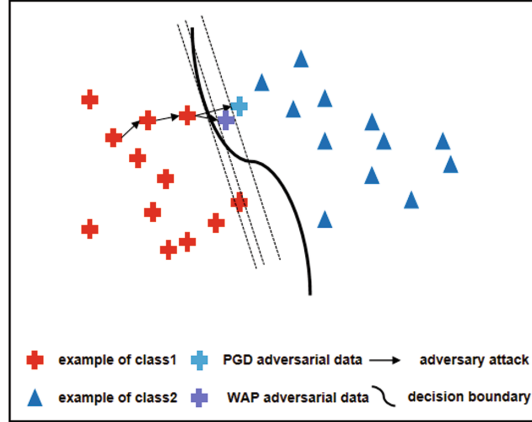 example of class1 PGD adversarial data adversary attack
example of class2 WAP adversarial data decision boundary